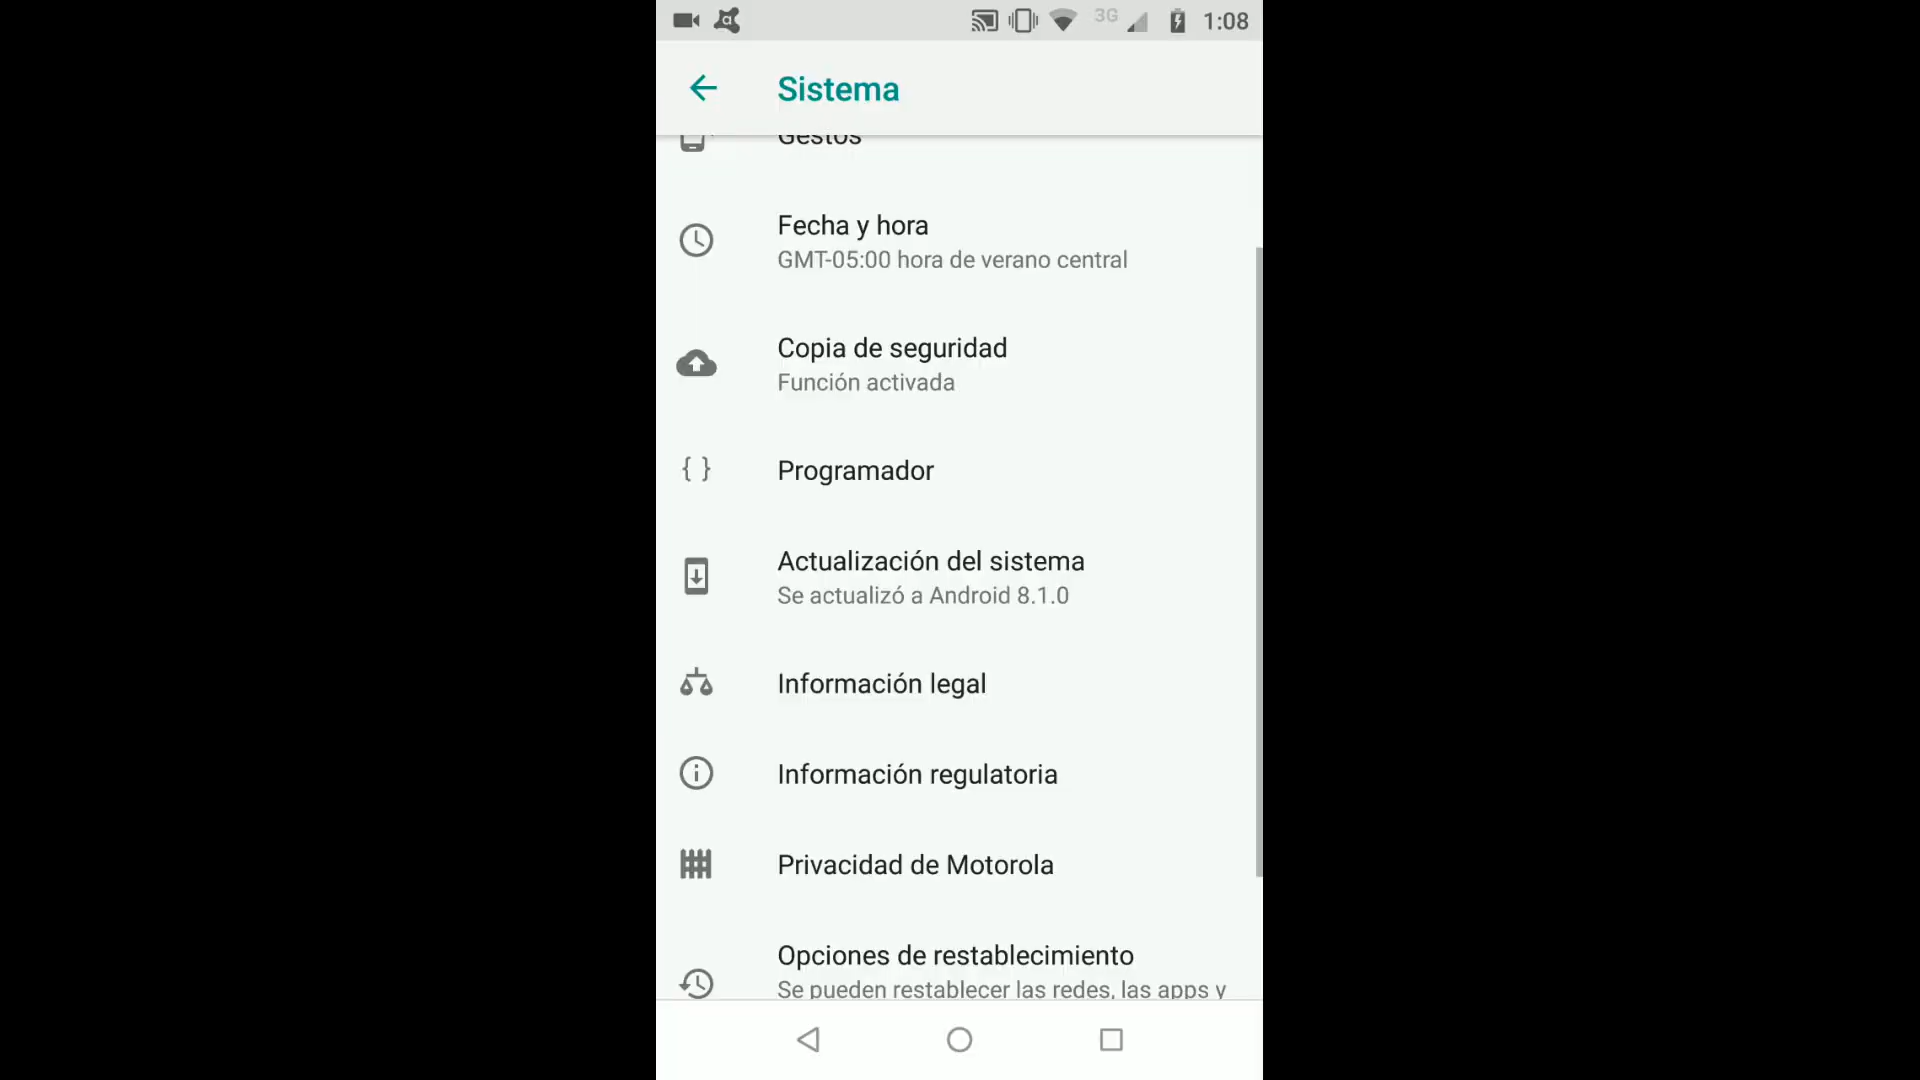 3G 1:08
Sistema
Gestos
Fecha y hora
GMT-05:00 hora de verano central
Copia de seguridad
Función activada
Programador
Actualización del sistema
Se actualizó a Android 8.1.0
Información legal
Información regulatoria
Privacidad de Motorola
Opciones de restablecimiento
Se pueden restablecer las redes, las apps y